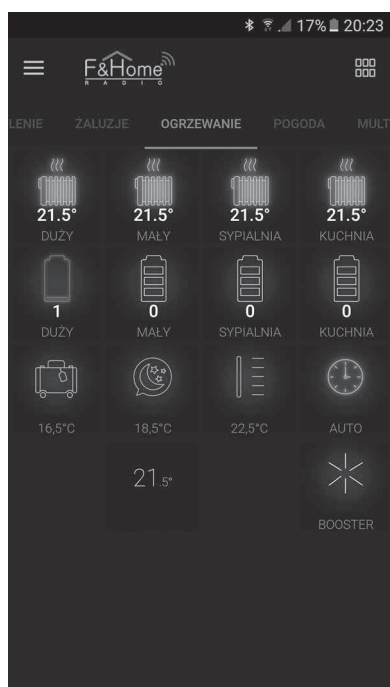 17% 20:23
F&Home
RADIO
LENIE ŻALUZJE OGRZEWANIE POGODA MULT
21.5° 21.5° 21.5° 21.5°
DUŻY MAŁY SYPIALNIA KUCHNIA
1 0 0 0
DUŻY MAŁY SYPIALNIA KUCHNIA
16,5°C 18,5°C 22,5°C AUTO
21.5°
BOOSTER